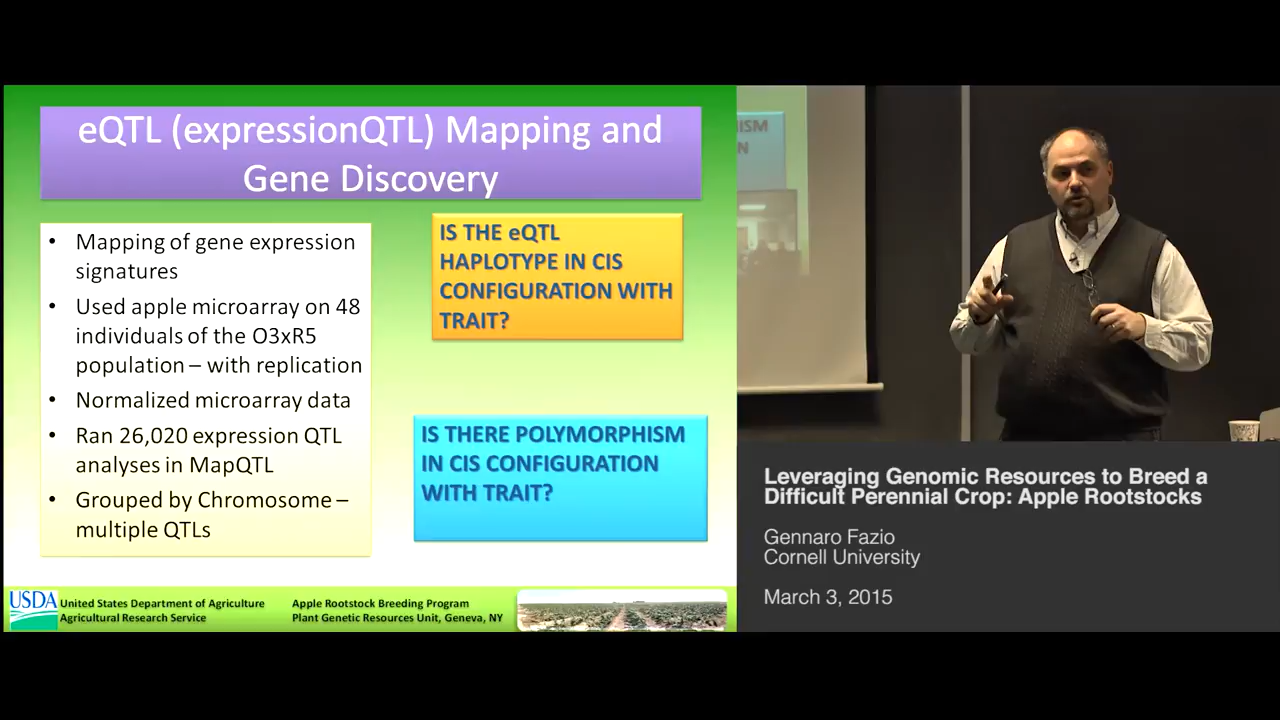 eQTL (expressionQTL) Mapping and
Gene Discovery
• Mapping of gene expression
signatures
• Used apple microarray on 48
individuals of the O3xR5
population – with replication
• Normalized microarray data
• Ran 26,020 expression QTL
analyses in MapQTL
• Grouped by Chromosome –
multiple QTLs
IS THE eQTL
HAPLOTYPE IN CIS
CONFIGURATION WITH
TRAIT?
IS THERE POLYMORPHISM
IN CIS CONFIGURATION
WITH TRAIT?
USDA
United States Department of Agriculture
Agricultural Research Service
Apple Rootstock Breeding Program
Plant Genetic Resources Unit, Geneva, NY
ISM
N
Leveraging Genomic Resources to Breed a
Difficult Perennial Crop: Apple Rootstocks
Gennaro Fazio
Cornell University
March 3, 2015